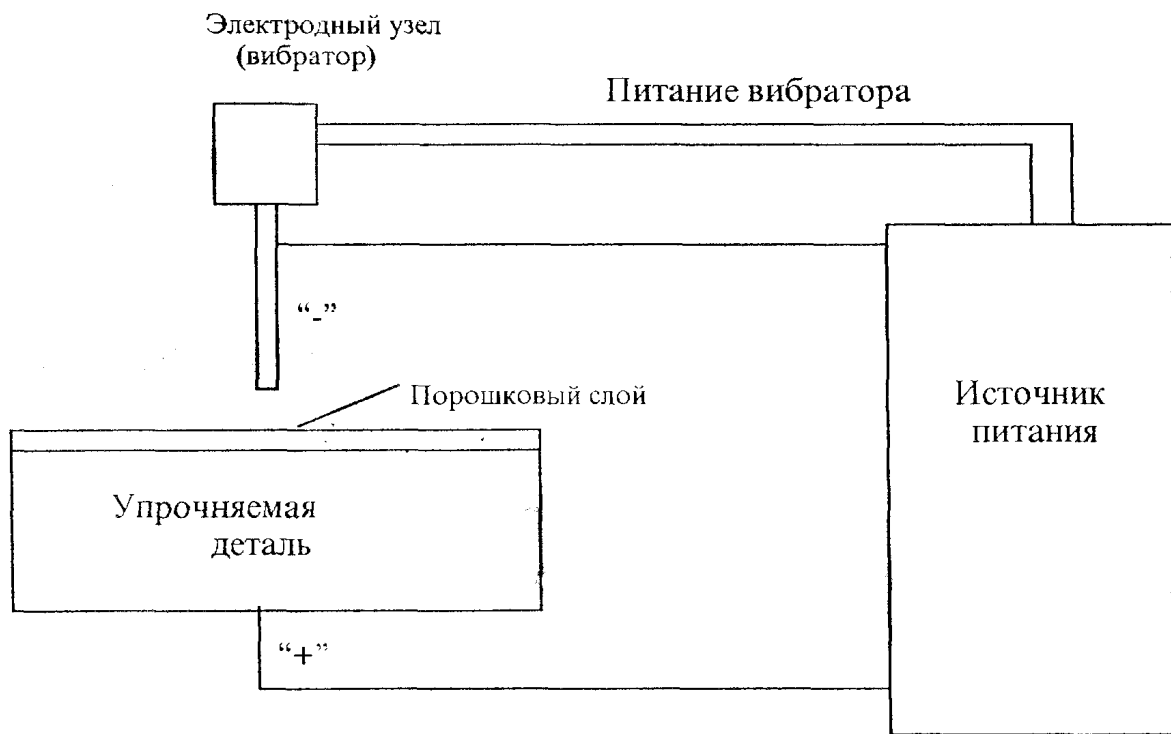 Электродный узел
(вибратор)
Питание вибратора
“-”
Порошковый слой
Источник
питания
Упрочняемая
деталь
“+”